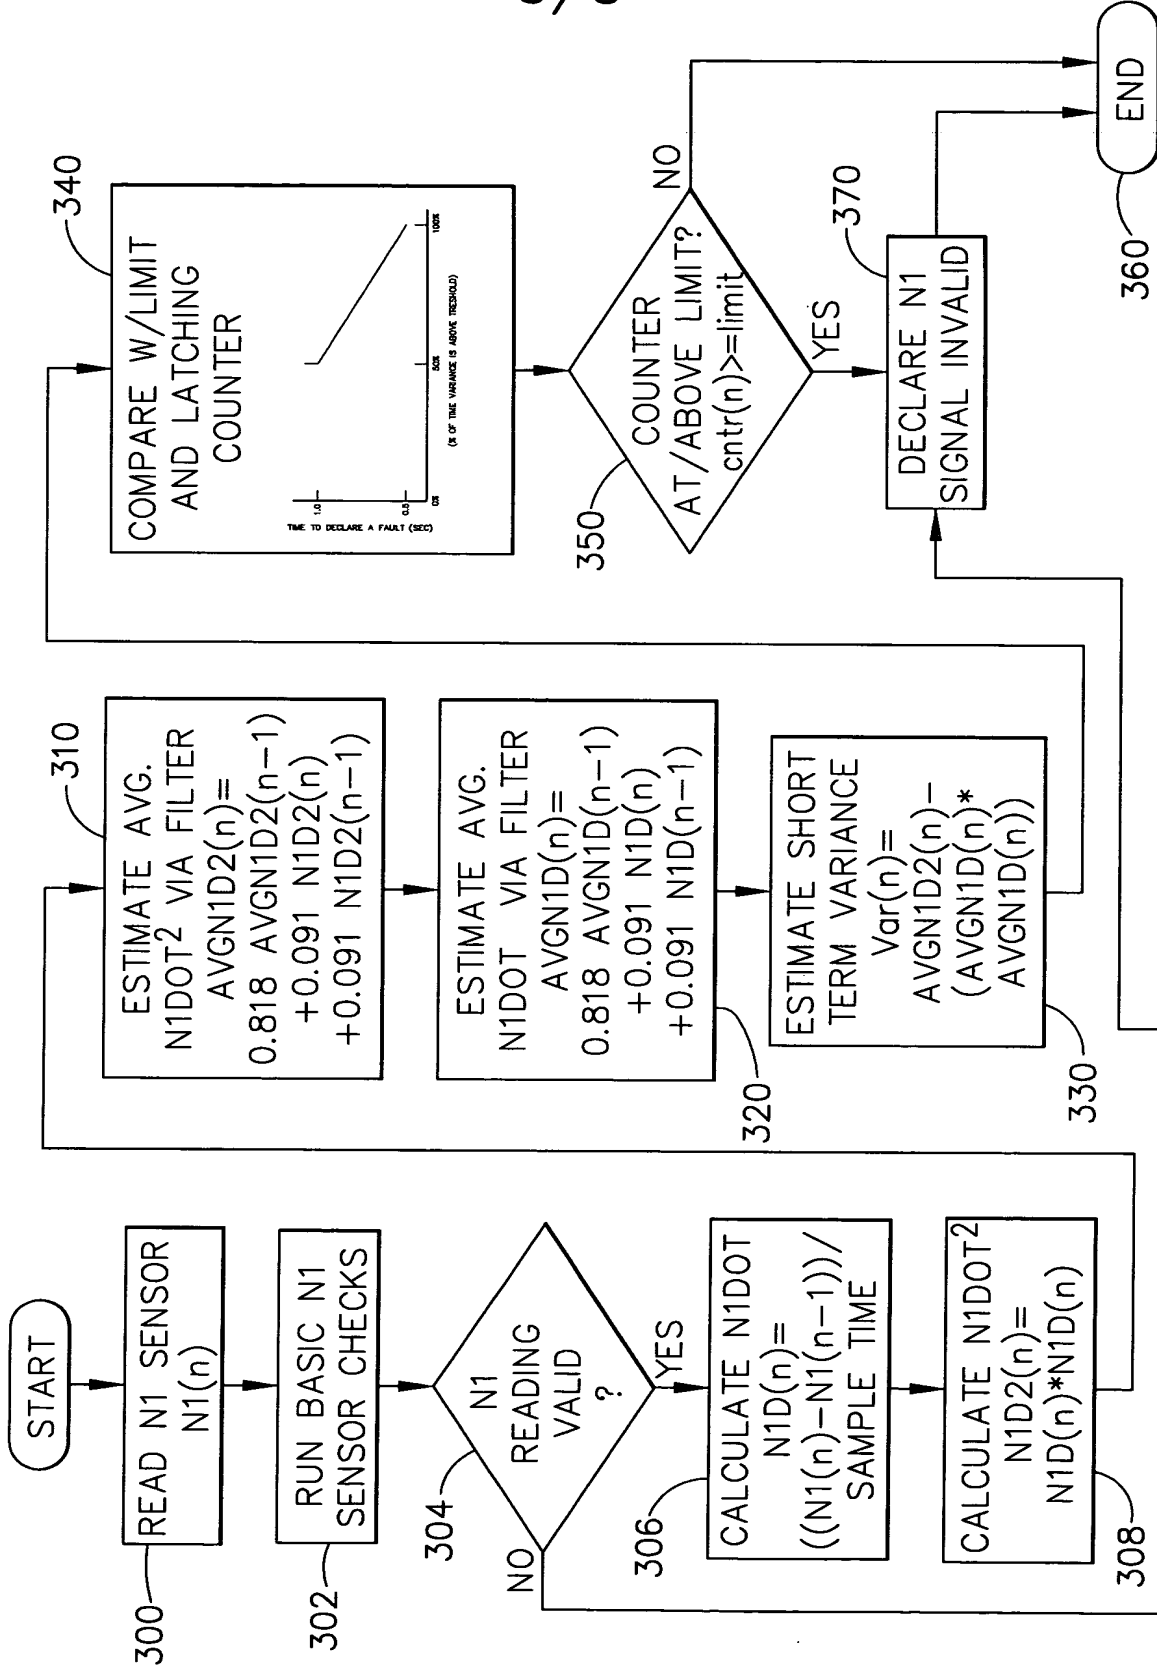 START
READ N1 SENSOR
N1(n)
300
RUN BASIC N1
SENSOR CHECKS
302
N1
READING
VALID
?
304
NO
YES
CALCULATE N1DOT
N1D(n)=
((N1(n)-N1(n-1))/
SAMPLE TIME
306
CALCULATE N1DOT²
N1D2(n)=
N1D(n)*N1D(n)
308
ESTIMATE AVG.
N1DOT² VIA FILTER
AVGN1D2(n)=
0.818 AVGN1D2(n-1)
+0.091 N1D2(n)
+0.091 N1D2(n-1)
310
ESTIMATE AVG.
N1DOT VIA FILTER
AVGN1D(n)=
0.818 AVGN1D(n-1)
+0.091 N1D(n)
+0.091 N1D(n-1)
320
ESTIMATE SHORT
TERM VARIANCE
Var(n)=
AVGN1D2(n)-
(AVGN1D(n)*
AVGN1D(n))
330
COMPARE W/LIMIT
AND LATCHING
COUNTER
340
TIME TO DECLARE A FAULT (SEC)
1.0
0.5
0%
50%
100%
(% OF TIME VARIANCE IS ABOVE TRESHOLD)
COUNTER
AT/ABOVE LIMIT?
cntr(n)>=limit
350
NO
YES
DECLARE N1
SIGNAL INVALID
370
END
360